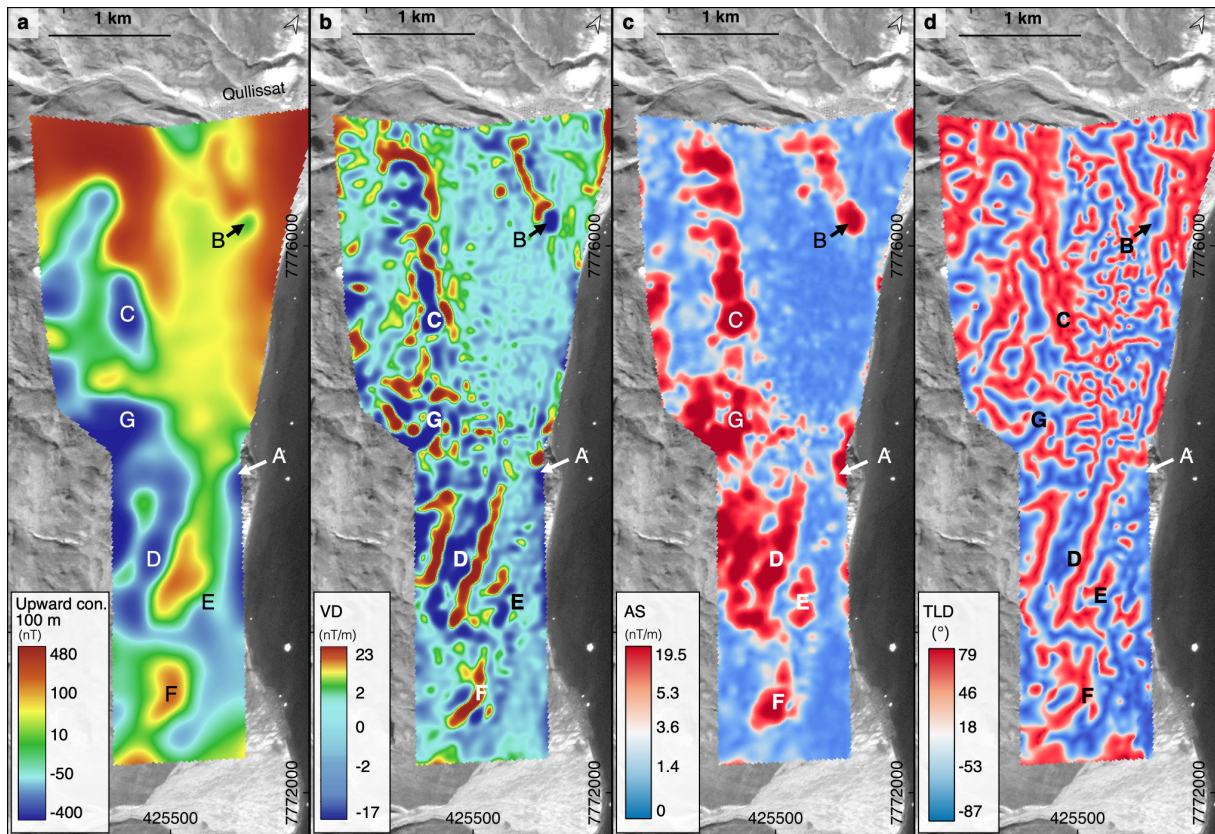 a
1 km
Qullissat
B
7776000
C
G
A
D
E
F
Upward con.
100 m
(nT)
480
100
10
-50
-400
425500
7772000
b
1 km
B
7776000
C
G
A
D
E
F
VD
(nT/m)
23
2
0
-2
-17
425500
7772000
c
1 km
B
7776000
C
G
A
D
E
F
AS
(nT/m)
19.5
5.3
3.6
1.4
0
425500
7772000
d
1 km
B
7776000
C
G
A
D
E
F
TLD
(°)
79
46
18
-53
-87
425500
7772000